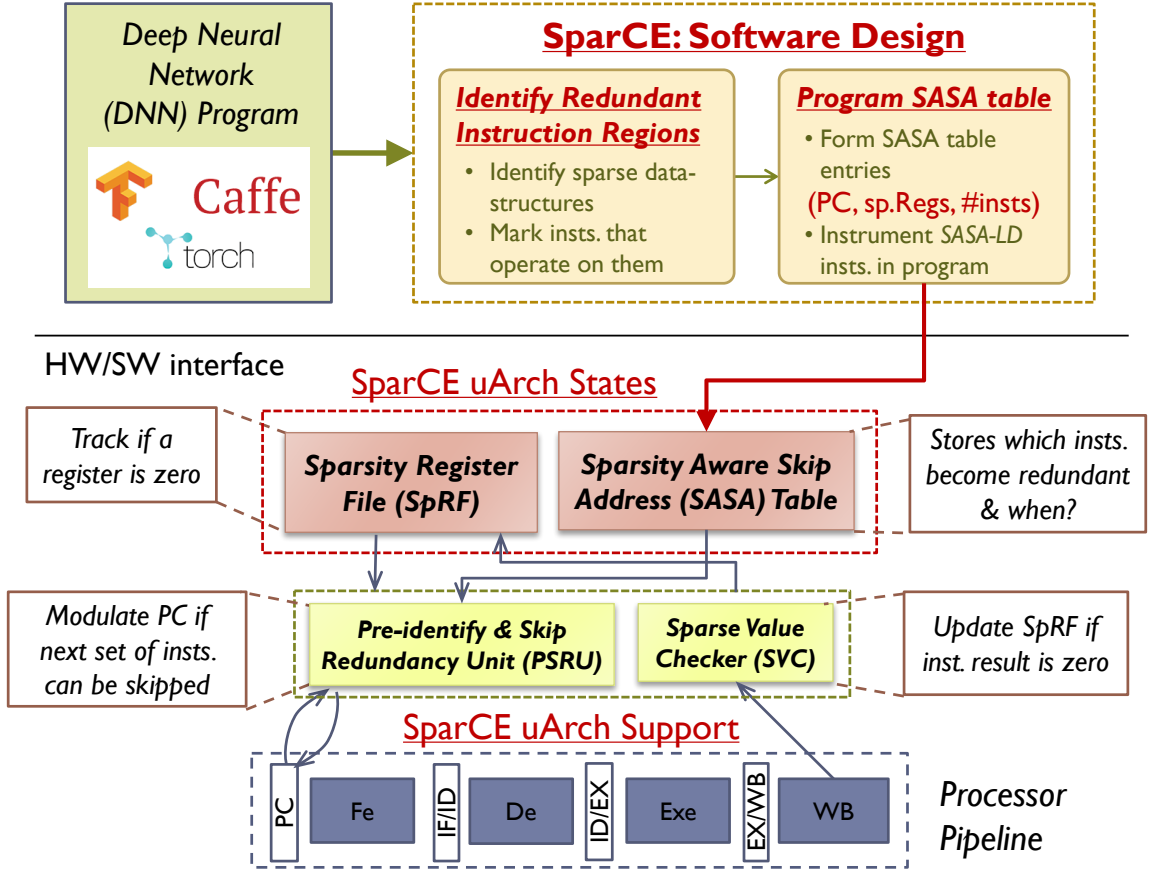 Deep Neural
Network
(DNN) Program
Caffe
torch
SparCE: Software Design
Identify Redundant
Instruction Regions
• Identify sparse data-
structures
• Mark insts. that
operate on them
Program SASA table
• Form SASA table
entries
(PC, sp.Regs, #insts)
• Instrument SASA-LD
insts. in program
HW/SW interface
SparCE uArch States
Track if a
register is zero
Sparsity Register
File (SpRF)
Sparsity Aware Skip
Address (SASA) Table
Stores which insts.
become redundant
& when?
Modulate PC if
next set of insts.
can be skipped
Pre-identify & Skip
Redundancy Unit (PSRU)
Sparse Value
Checker (SVC)
Update SpRF if
inst. result is zero
SparCE uArch Support
PC
Fe
IF/ID
De
ID/EX
Exe
EX/WB
WB
Processor
Pipeline